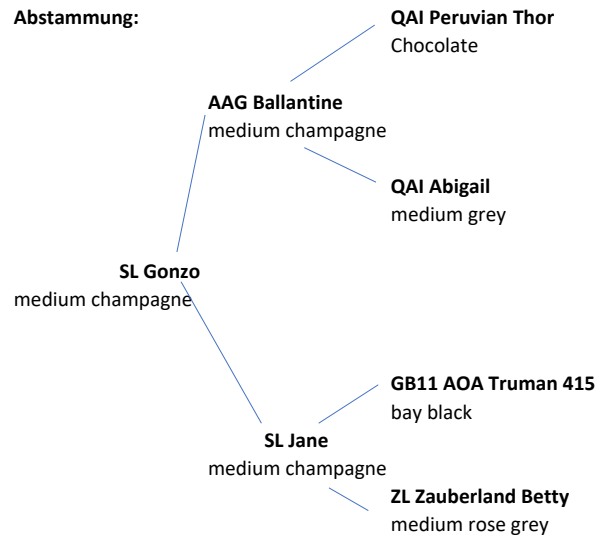 Abstammung:
QAI Peruvian Thor
Chocolate
AAG Ballantine
medium champagne
QAI Abigail
medium grey
SL Gonzo
medium champagne
GB11 AOA Truman 415
bay black
SL Jane
medium champagne
ZL Zauberland Betty
medium rose grey